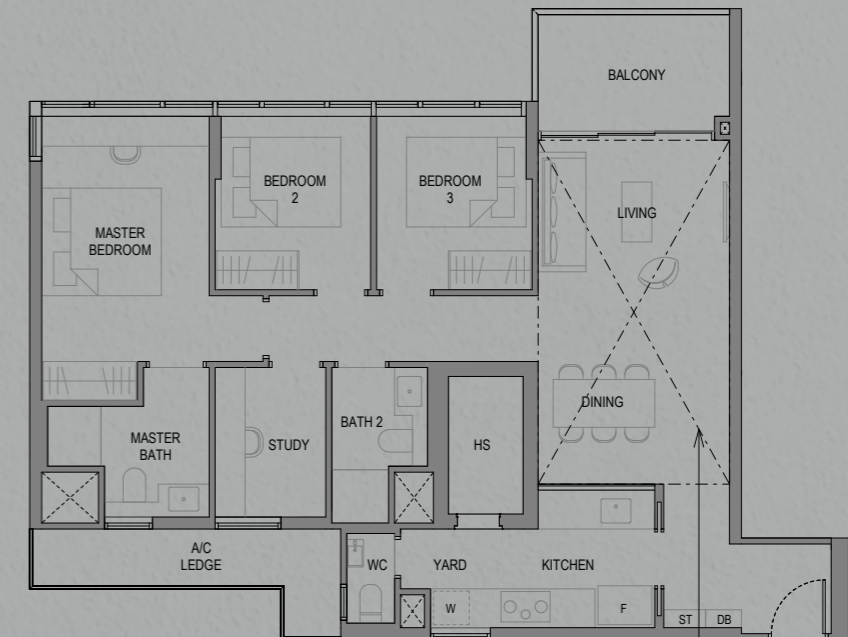 BALCONY
BEDROOM
2
BEDROOM
3
LIVING
MASTER
BEDROOM
DINING
BATH 2
MASTER
BATH
STUDY
HS
A/C
LEDGE
WC
YARD
KITCHEN
W
F
ST
DB